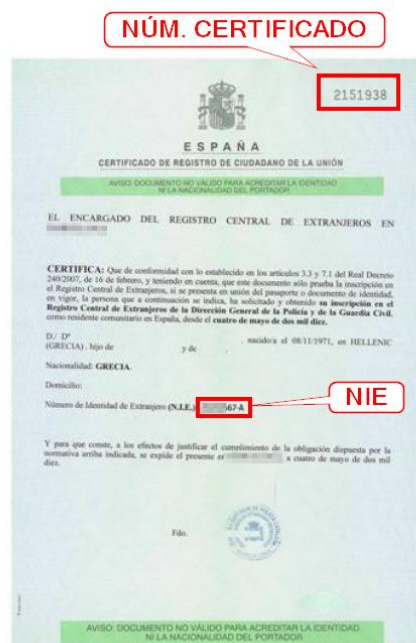 NÚM. CERTIFICADO
2151938
ESPAÑA
CERTIFICADO DE REGISTRO DE CIUDADANO DE LA UNIÓN
AVISO: DOCUMENTO NO VÁLIDO PARA ACREDITAR LA IDENTIDAD
NI LA NACIONALIDAD DEL PORTADOR
EL ENCARGADO DEL REGISTRO CENTRAL DE EXTRANJEROS EN
CERTIFICA: Que de conformidad con lo establecido en los artículos 3.3 y 7.1 del Real Decreto
240/2007, de 16 de febrero, y teniendo en cuenta, que este documento sólo prueba la inscripción en
el Registro Central de Extranjeros, si se presenta en unión del pasaporte o documento de identidad,
en vigor, la persona que a continuación se indica, ha solicitado y obtenido su inscripción en el
Registro Central de Extranjeros de la Dirección General de la Policía y de la Guardia Civil,
como residente comunitario en España, desde el cuatro de mayo de dos mil diez.
D./ Dª , nacido/a el 08/11/1971, en HELLENIC
(GRECIA) , hijo de y de .
Nacionalidad: GRECIA
Domicilio:
Número de Identidad de Extranjero (N.I.E.) 67-A
NIE
Y para que conste, a los efectos de justificar el cumplimiento de la obligación dispuesta por la
normativa arriba indicada, se expide el presente en , a cuatro de mayo de dos mil
diez.
Fdo.
AVISO: DOCUMENTO NO VÁLIDO PARA ACREDITAR LA IDENTIDAD
NI LA NACIONALIDAD DEL PORTADOR